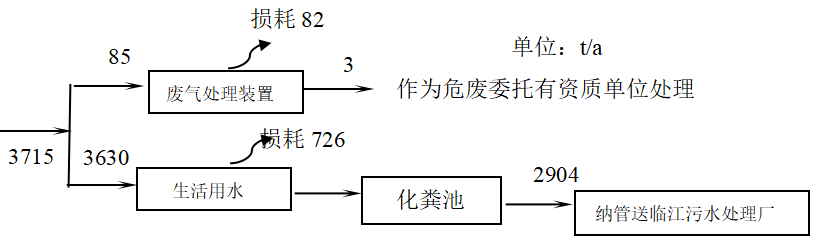 损耗 82
单位：t/a
85
废气处理装置
3
作为危废委托有资质单位处理
3715
3630
损耗 726
生活用水
化粪池
2904
纳管送临江污水处理厂